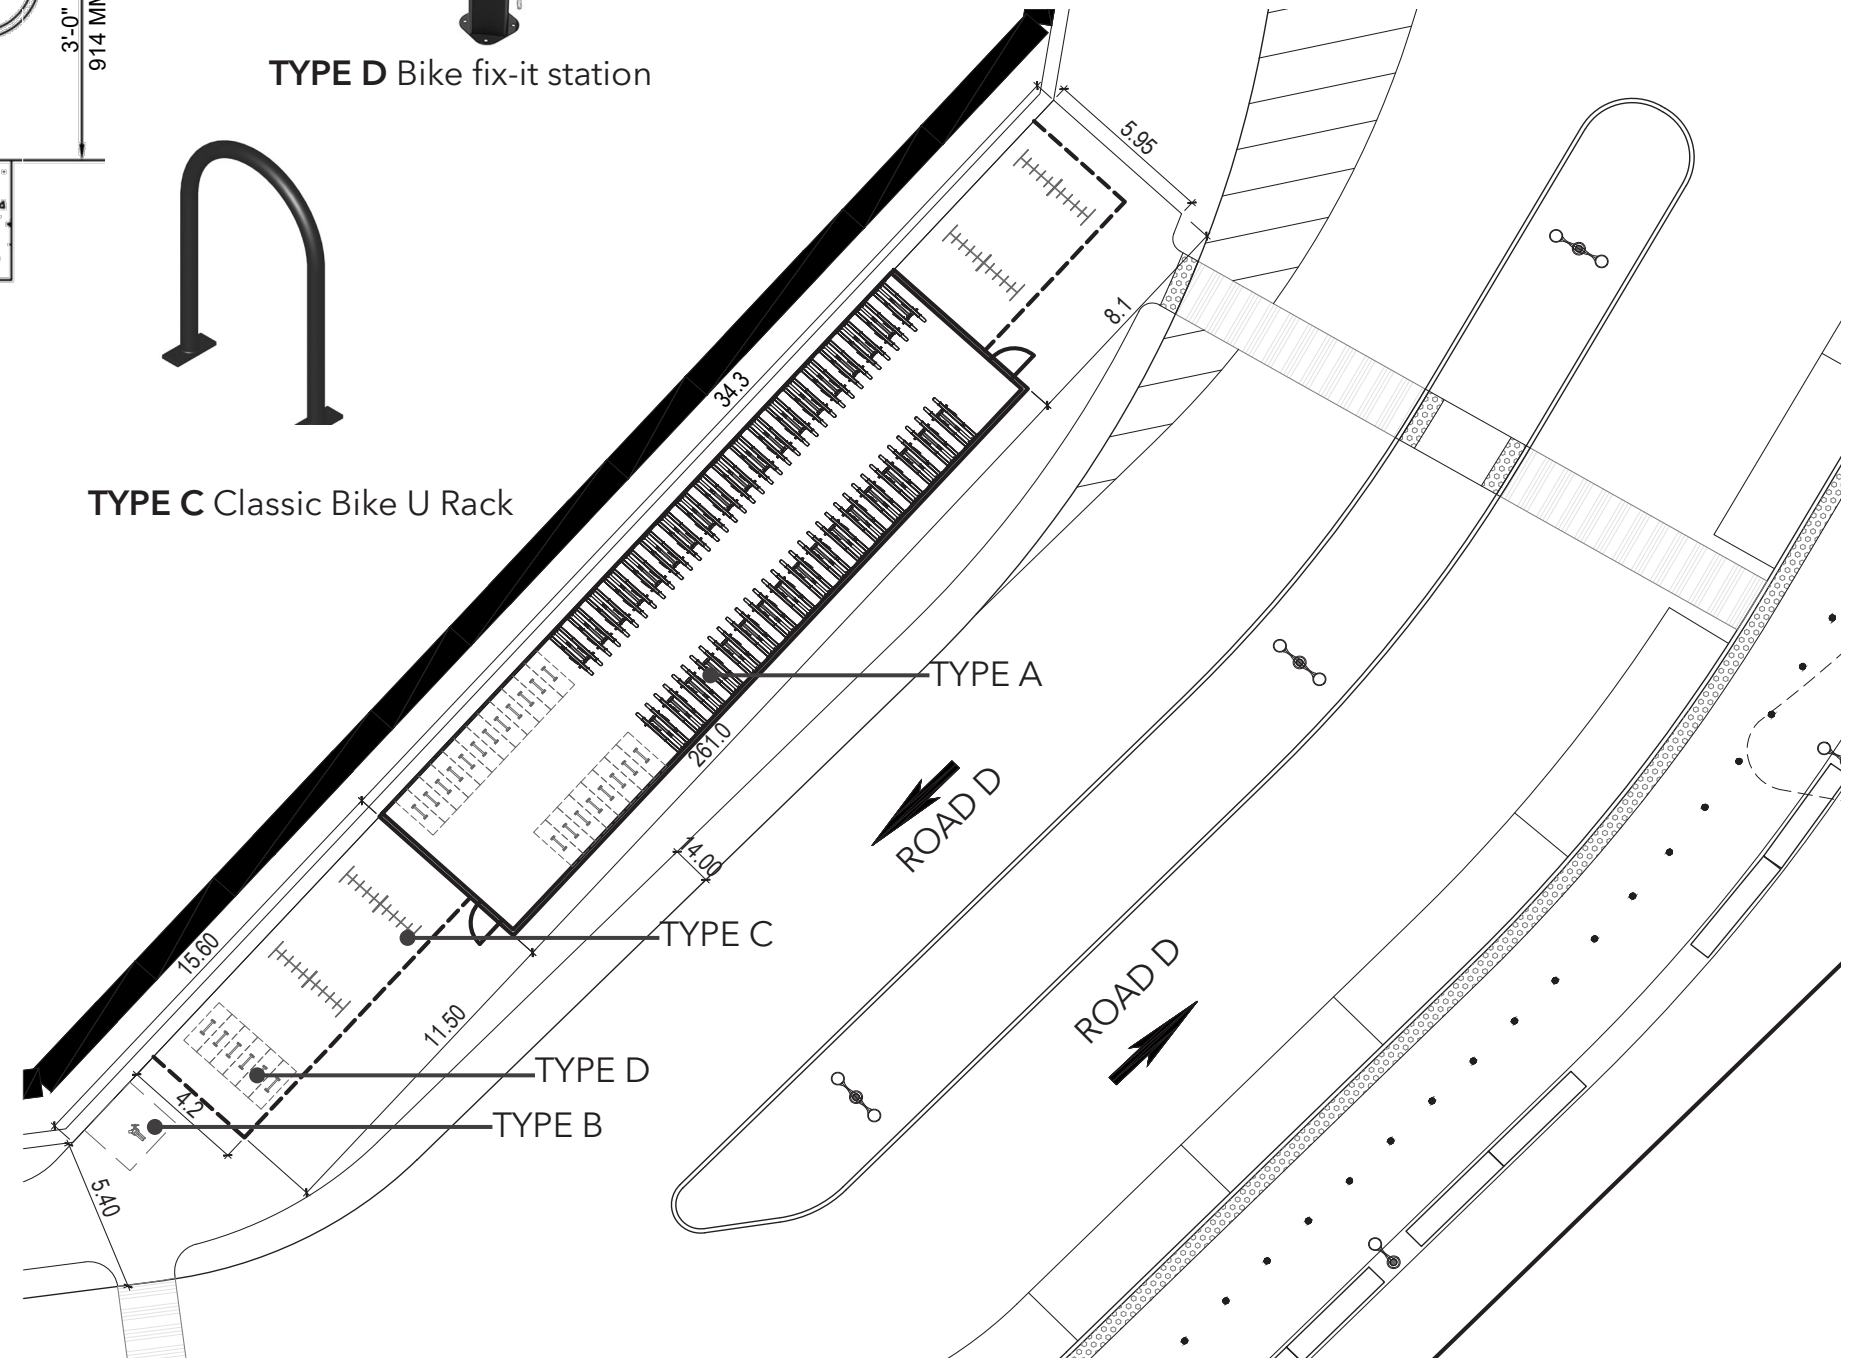 3'-0"
914 MM
TYPE D Bike fix-it station
5.95
8.1
34.3
TYPE C Classic Bike U Rack
TYPE A
261.0
ROAD D
14.00
TYPE C
15.60
ROAD D
11.50
TYPE D
4.2
TYPE B
5.40